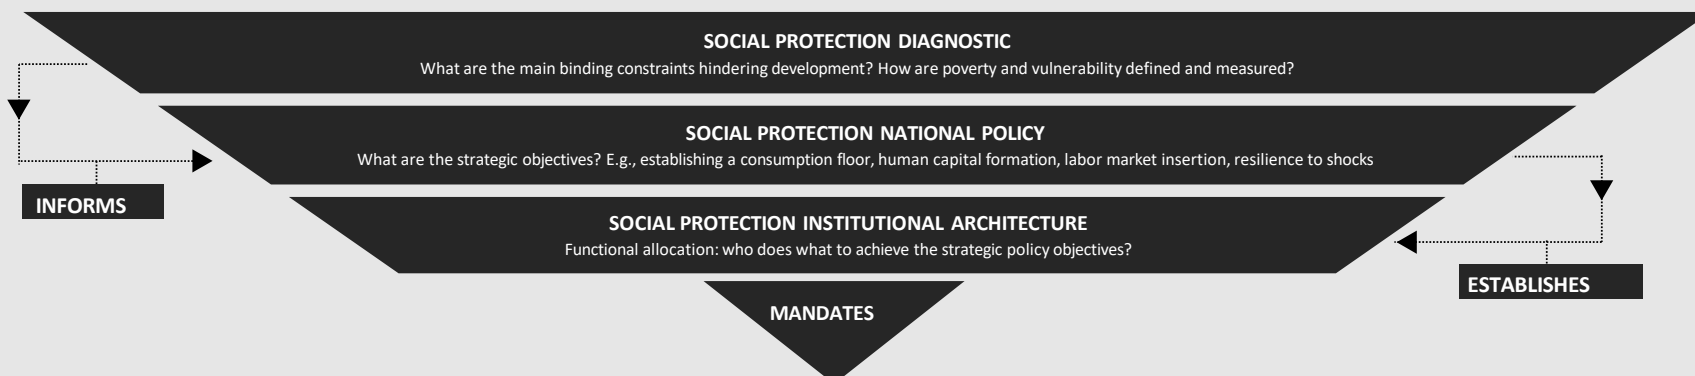 SOCIAL PROTECTION DIAGNOSTIC
What are the main binding constraints hindering development? How are poverty and vulnerability defined and measured?
SOCIAL PROTECTION NATIONAL POLICY
What are the strategic objectives? E.g., establishing a consumption floor, human capital formation, labor market insertion, resilience to shocks
INFORMS
SOCIAL PROTECTION INSTITUTIONAL ARCHITECTURE
Functional allocation: who does what to achieve the strategic policy objectives?
ESTABLISHES
MANDATES